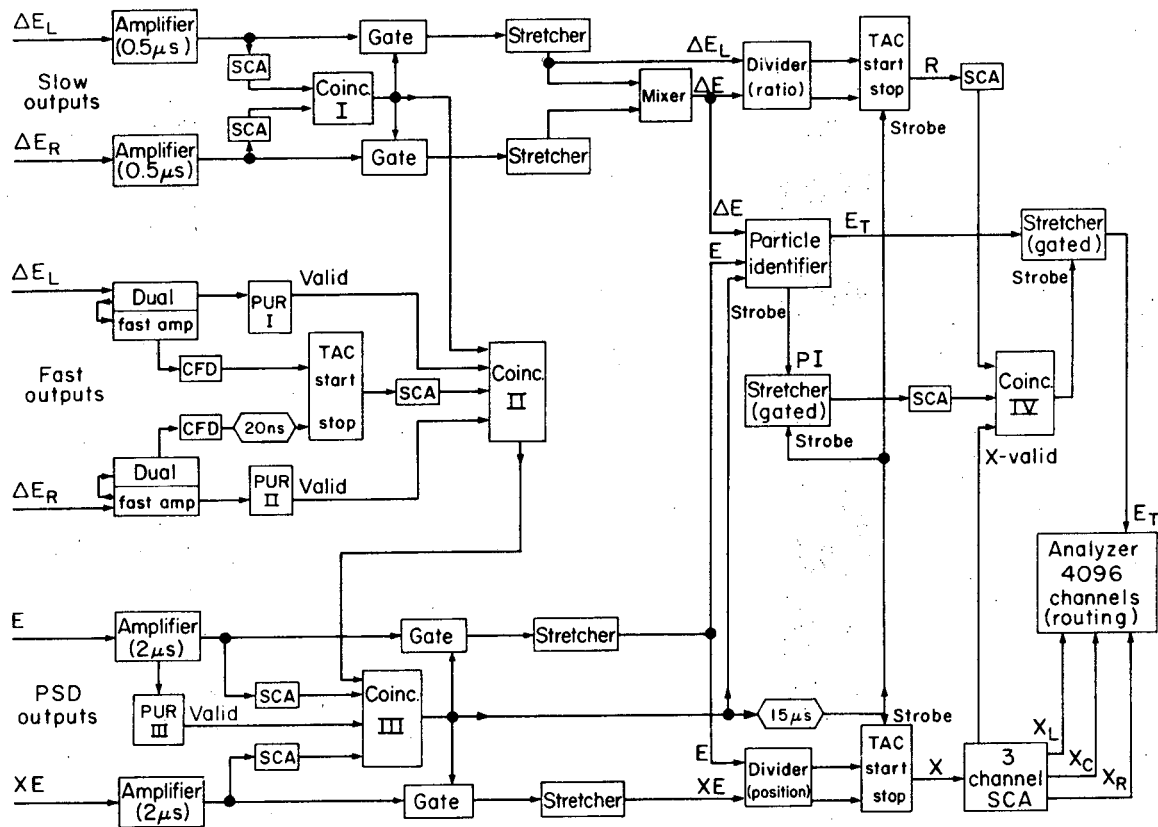 ΔE_L
Amplifier
(0.5μs)
SCA
Slow
outputs
Coinc.
I
SCA
ΔE_R
Amplifier
(0.5μs)
Gate
Gate
Stretcher
Stretcher
Mixer
ΔE_L
ΔE
Divider
(ratio)
TAC
start
stop
R
SCA
Strobe
ΔE
E
Particle
identifier
E_T
Stretcher
(gated)
Strobe
Strobe
PI
Stretcher
(gated)
SCA
Coinc.
IV
Strobe
X-valid
ΔE_L
Dual
fast amp
PUR
I
Valid
CFD
TAC
start
stop
SCA
Coinc.
II
Fast
outputs
CFD
20ns
Dual
fast amp
ΔE_R
PUR
II
Valid
E_T
Analyzer
4096
channels
(routing)
E
Amplifier
(2μs)
Gate
Stretcher
PSD
outputs
PUR
III
Valid
SCA
Coinc.
III
SCA
15μs
Strobe
XE
Amplifier
(2μs)
Gate
Stretcher
E
XE
Divider
(position)
TAC
start
stop
X
3
channel
SCA
X_L
X_C
X_R